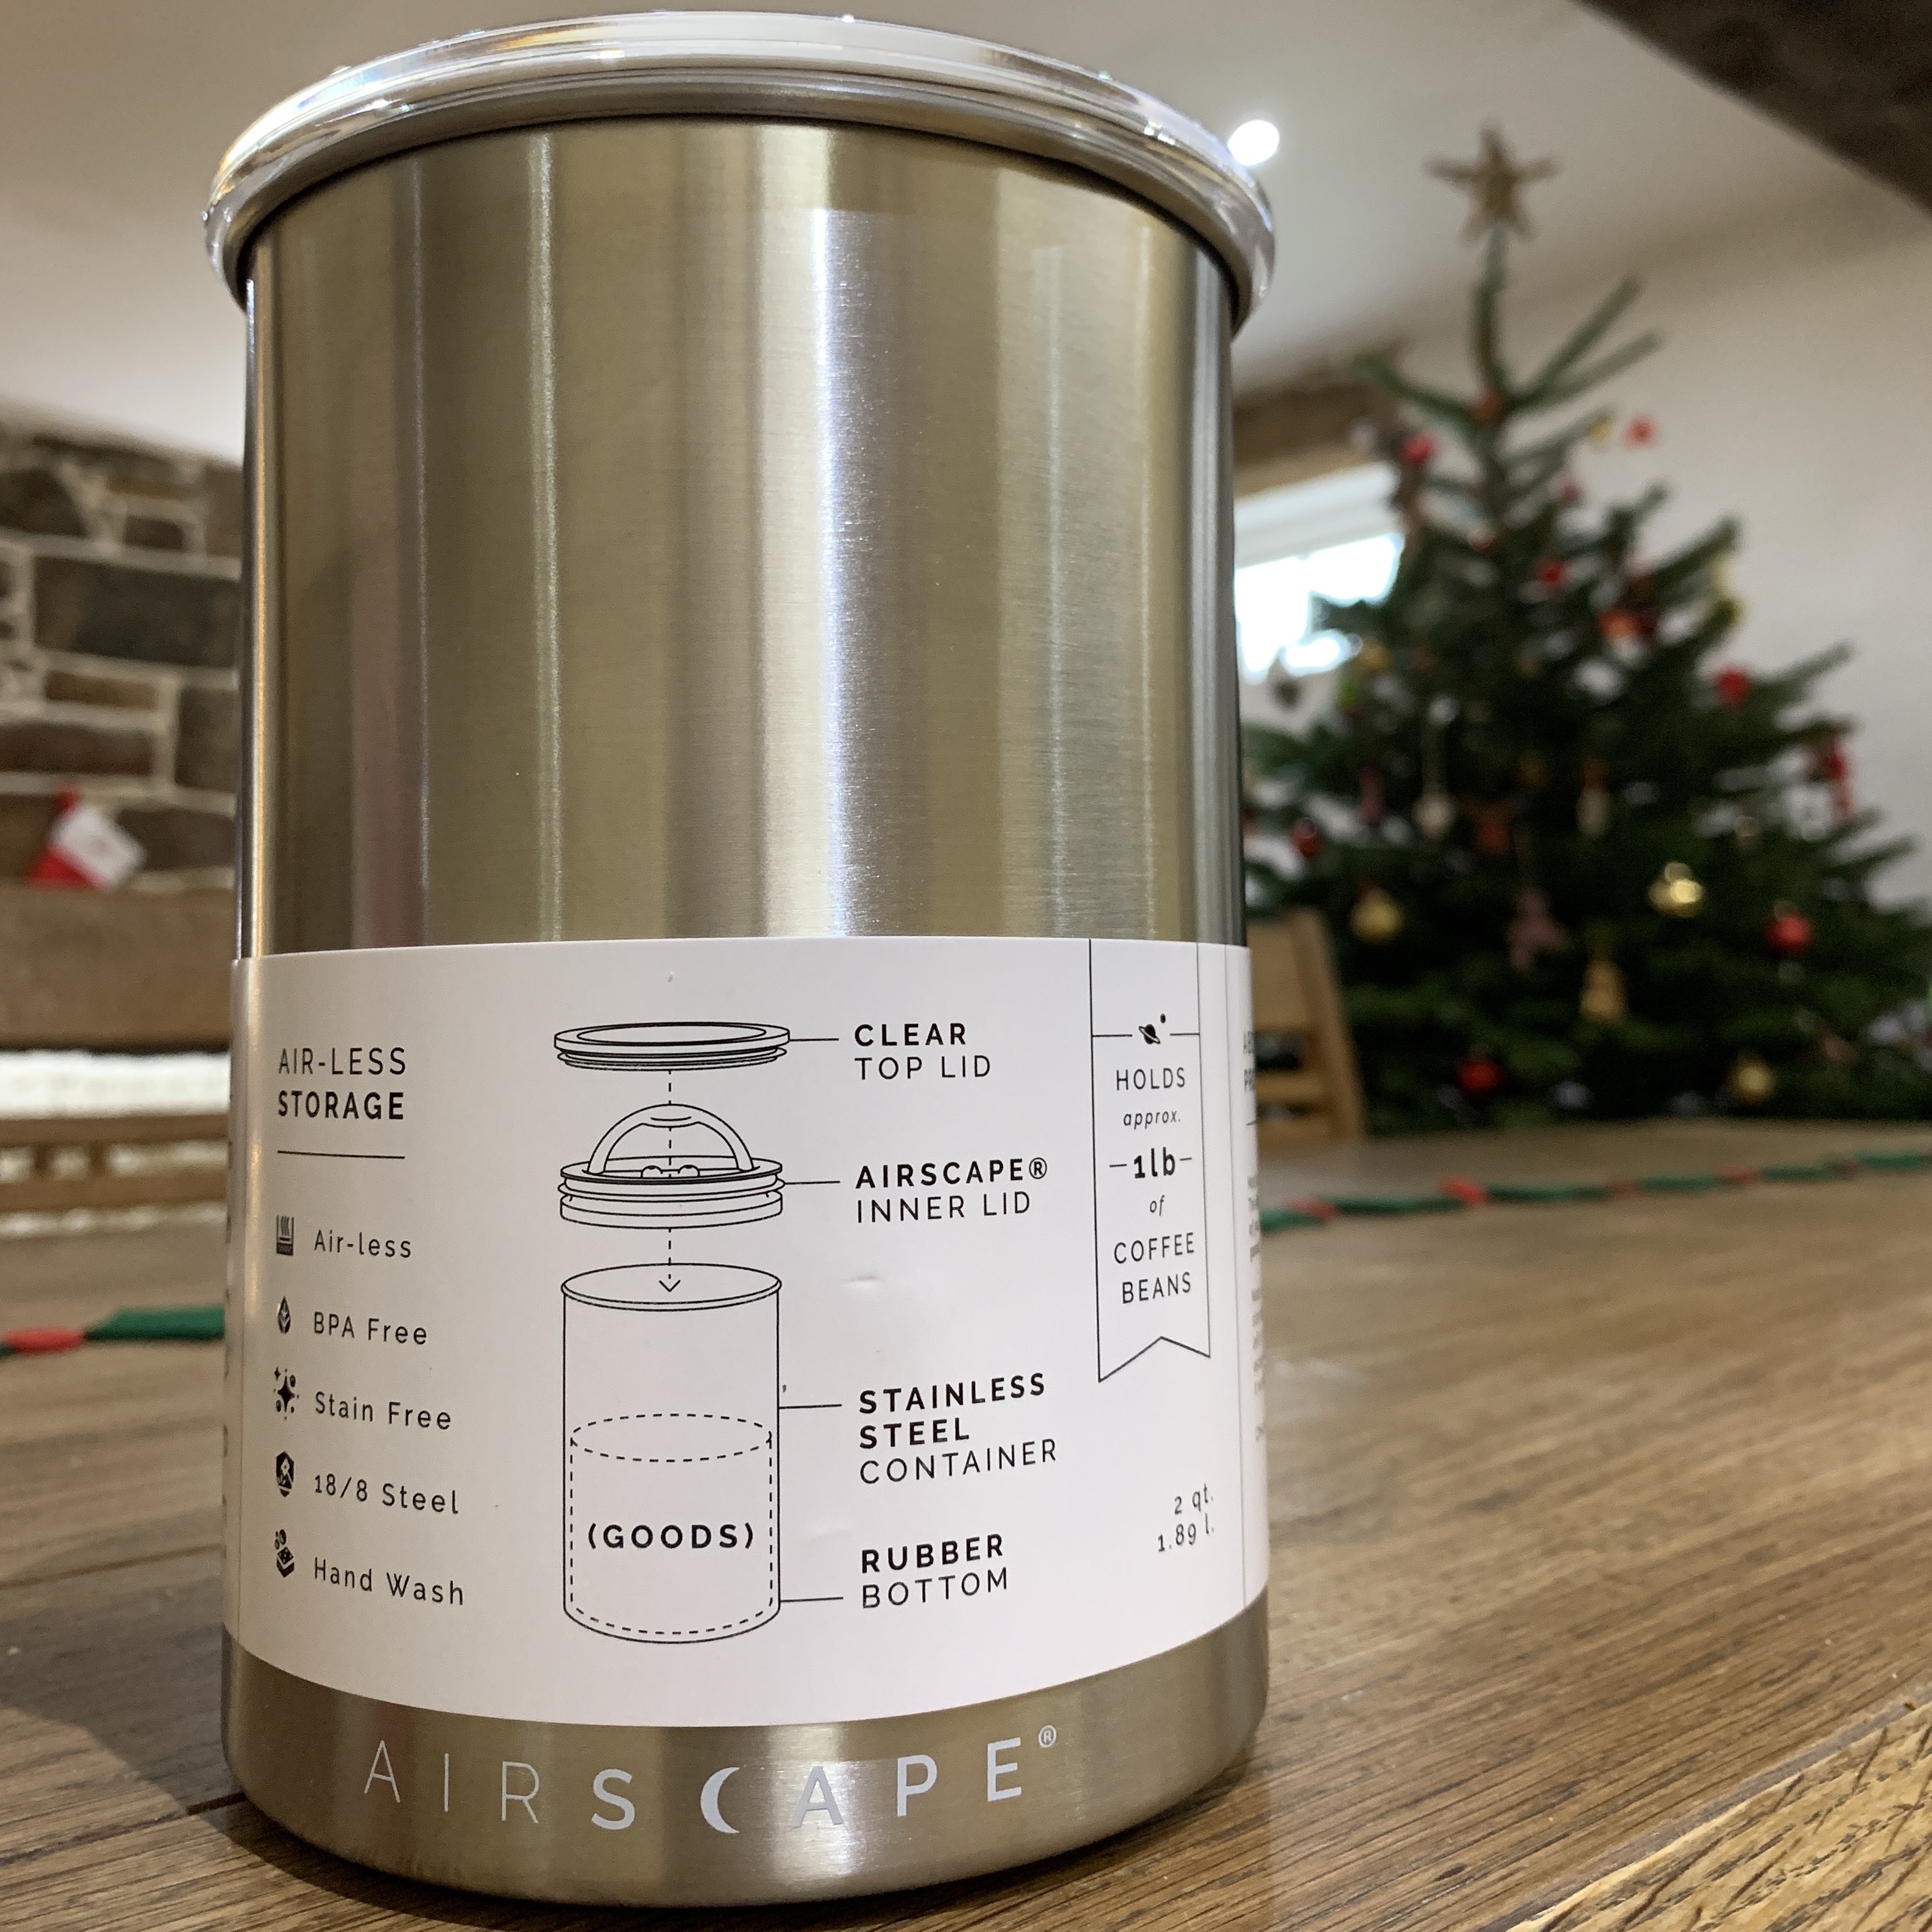 AIR-LESS
STORAGE
Air-less
BPA Free
Stain Free
18/8 Steel
Hand Wash
CLEAR
TOP LID
AIRSCAPE®
INNER LID
STAINLESS
STEEL
CONTAINER
(GOODS)
RUBBER
BOTTOM
HOLDS
approx.
1lb
of
COFFEE
BEANS
2 qt.
1.89 l.
AIRSCAPE®